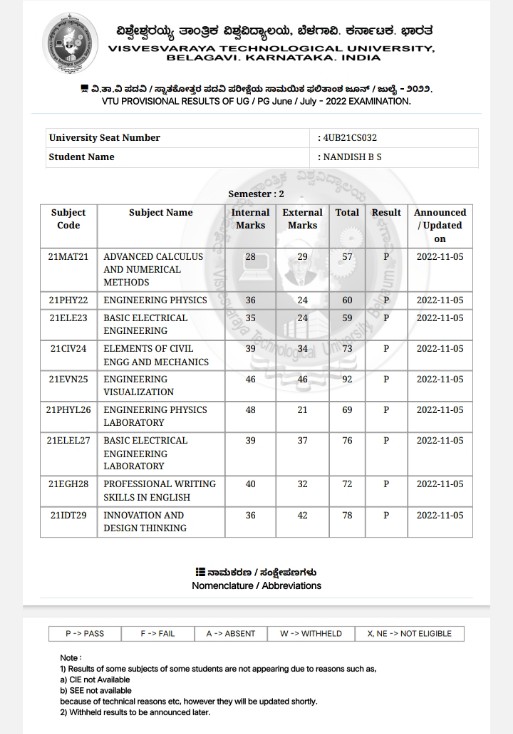 ವಿಶ್ವೇಶ್ವರಯ್ಯ ತಾಂತ್ರಿಕ ವಿಶ್ವವಿದ್ಯಾಲಯ, ಬೆಳಗಾವಿ. ಕರ್ನಾಟಕ. ಭಾರತ
VISVESVARAYA TECHNOLOGICAL UNIVERSITY,
BELAGAVI. KARNATAKA. INDIA
ವಿ.ತಾ.ವಿ ಪದವಿ / ಸ್ನಾತಕೋತ್ತರ ಪದವಿ ಪರೀಕ್ಷೆಯ ಸಾಮಯಿಕ ಫಲಿತಾಂಶ ಜೂನ್ / ಜುಲೈ - ೨೦೨೨.
VTU PROVISIONAL RESULTS OF UG / PG June / July - 2022 EXAMINATION.
University Seat Number : 4UB21CS032
Student Name : NANDISH B S
Semester : 2
Subject Subject Name Internal External Total Result Announced
Code Marks Marks / Updated
on
21MAT21 ADVANCED CALCULUS 28 29 57 P 2022-11-05
AND NUMERICAL
METHODS
21PHY22 ENGINEERING PHYSICS 36 24 60 P 2022-11-05
21ELE23 BASIC ELECTRICAL 35 24 59 P 2022-11-05
ENGINEERING
21CIV24 ELEMENTS OF CIVIL 39 34 73 P 2022-11-05
ENGG AND MECHANICS
21EVN25 ENGINEERING 46 46 92 P 2022-11-05
VISUALIZATION
21PHYL26 ENGINEERING PHYSICS 48 21 69 P 2022-11-05
LABORATORY
21ELEL27 BASIC ELECTRICAL 39 37 76 P 2022-11-05
ENGINEERING
LABORATORY
21EGH28 PROFESSIONAL WRITING 40 32 72 P 2022-11-05
SKILLS IN ENGLISH
21IDT29 INNOVATION AND 36 42 78 P 2022-11-05
DESIGN THINKING
ನಾಮಕರಣ / ಸಂಕ್ಷೇಪಣಗಳು
Nomenclature / Abbreviations
P -> PASS F -> FAIL A -> ABSENT W -> WITHHELD X, NE -> NOT ELIGIBLE
Note :
1) Results of some subjects of some students are not appearing due to reasons such as,
a) CIE not Available
b) SEE not available
because of technical reasons etc, however they will be updated shortly.
2) Withheld results to be announced later.